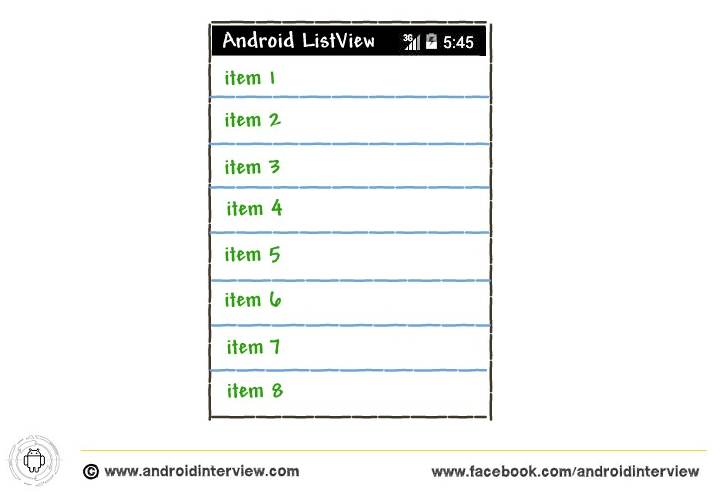 Android ListView 3G 5:45
item 1
item 2
item 3
item 4
item 5
item 6
item 7
item 8
© www.androidinterview.com www.facebook.com/androidinterview